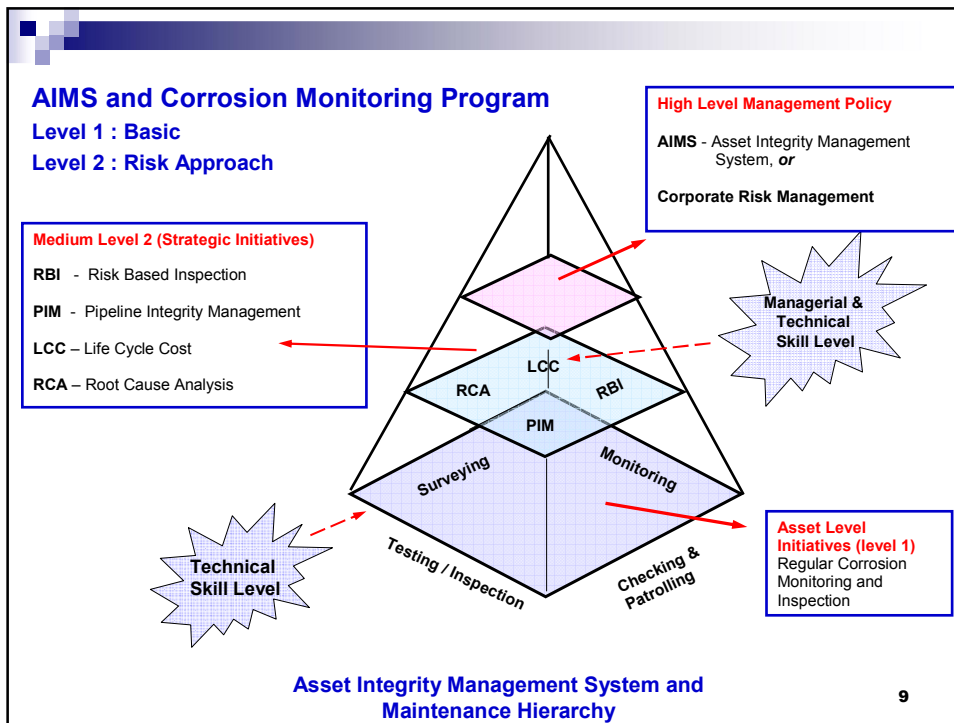 AIMS and Corrosion Monitoring Program
Level 1 : Basic
Level 2 : Risk Approach
High Level Management Policy
AIMS - Asset Integrity Management
System, or
Corporate Risk Management
Medium Level 2 (Strategic Initiatives)
RBI - Risk Based Inspection
PIM - Pipeline Integrity Management
LCC – Life Cycle Cost
RCA – Root Cause Analysis
Managerial &
Technical
Skill Level
LCC
RCA
RBI
PIM
Surveying
Monitoring
Testing / Inspection
Checking &
Patrolling
Technical
Skill Level
Asset Level
Initiatives (level 1)
Regular Corrosion
Monitoring and
Inspection
Asset Integrity Management System and
Maintenance Hierarchy
9